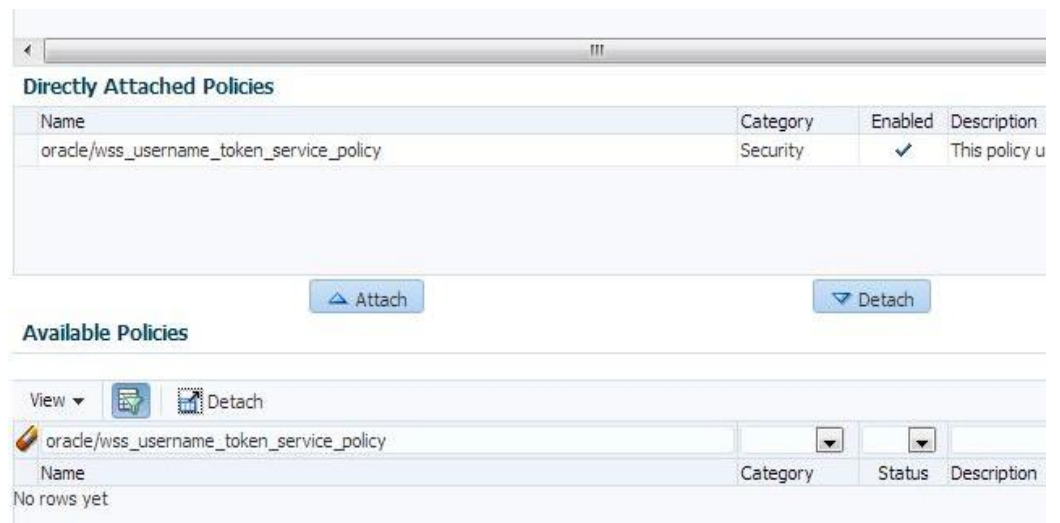 Directly Attached Policies
Name Category Enabled Description
oracle/wss_username_token_service_policy Security This policy u
Attach Detach
Available Policies
View Detach
oracle/wss_username_token_service_policy
Name Category Status Description
No rows yet